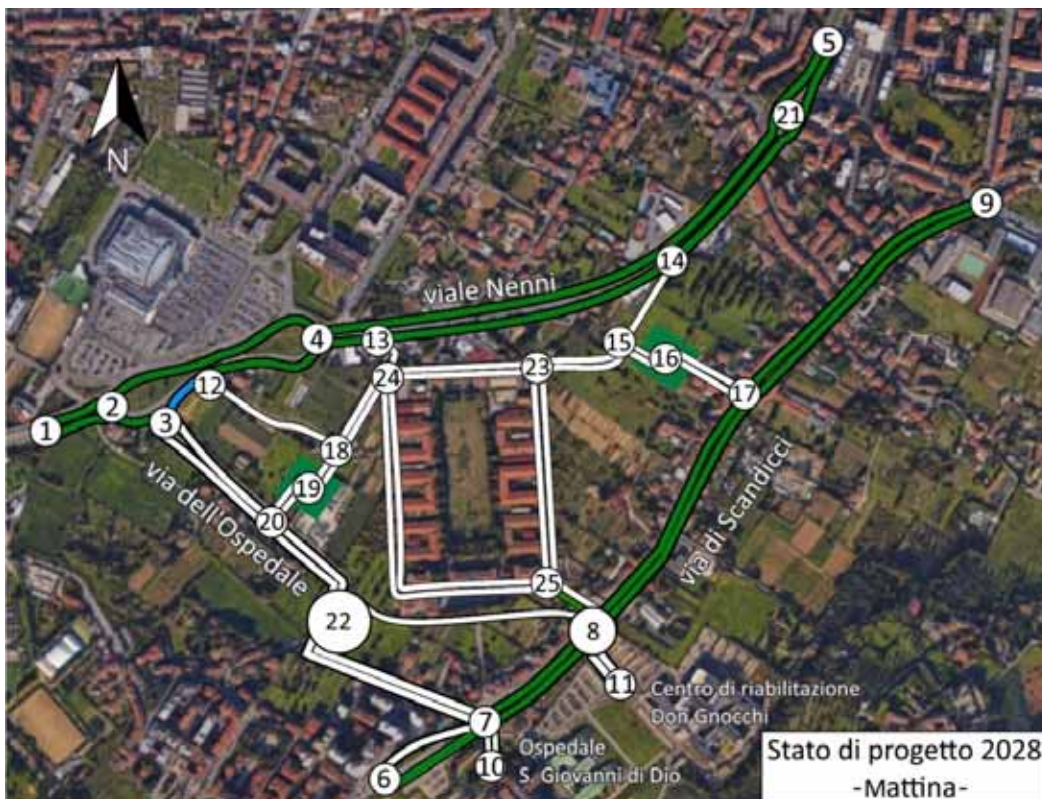 5
21
9
N
14
viale Nenni
4
13
15
16
23
24
12
17
2
3
1
18
via dell'Ospedale
19
20
via di Scandicci
25
22
8
11
Centro di riabilitazione
Don Gnocchi
7
Ospedale
S. Giovanni di Dio
10
6
Stato di progetto 2028
-Mattina-